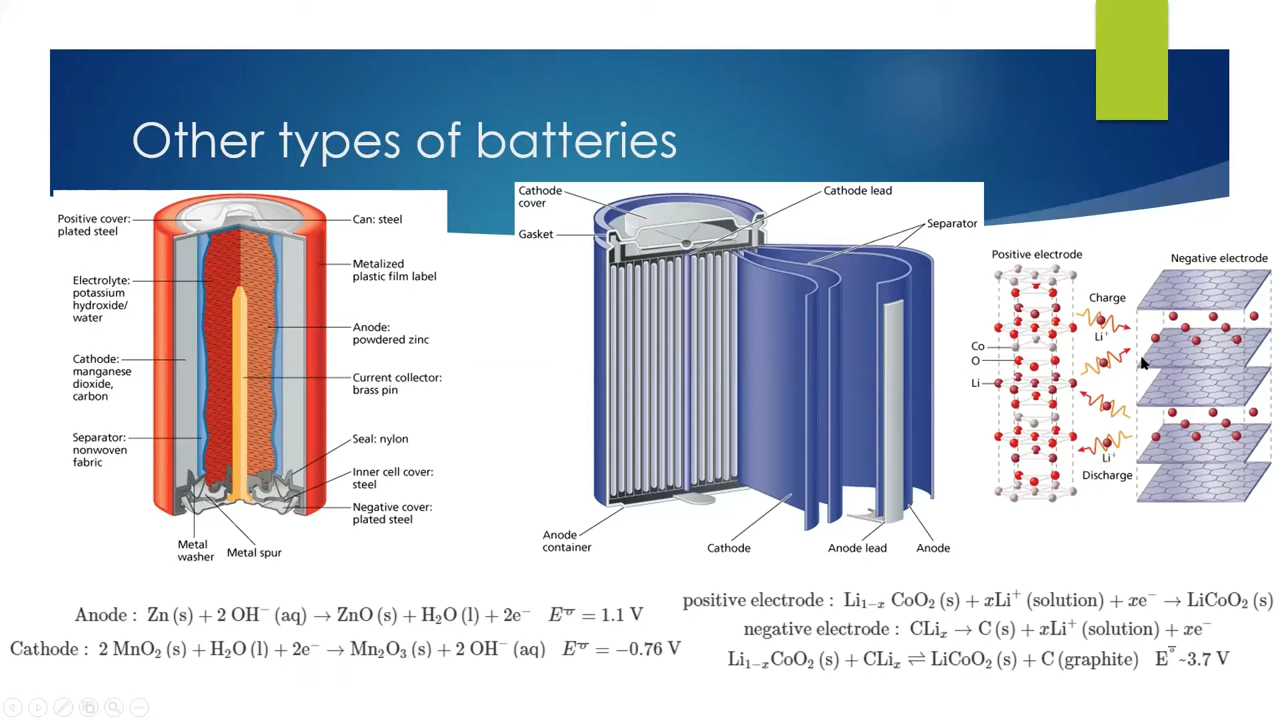 Other types of batteries
Positive cover:
plated steel
Electrolyte:
potassium
hydroxide/
water
Cathode:
manganese
dioxide,
carbon
Separator:
nonwoven
fabric
Metal
washer
Metal spur
Can: steel
Metalized
plastic film label
Anode:
powdered zinc
Current collector:
brass pin
Seal: nylon
Inner cell cover:
steel
Negative cover:
plated steel
Cathode
cover
Gasket
Cathode lead
Separator
Anode
container
Cathode
Anode lead
Anode
Positive electrode
Negative electrode
Charge
Li⁺
Co
O
Li
Li⁺
Discharge
Anode : Zn (s) + 2 OH⁻ (aq) → ZnO (s) + H₂O (l) + 2e⁻ E° = 1.1 V
Cathode : 2 MnO₂ (s) + H₂O (l) + 2e⁻ → Mn₂O₃ (s) + 2 OH⁻ (aq) E° = −0.76 V
positive electrode : Li₁₋ₓ CoO₂ (s) + xLi⁺ (solution) + xe⁻ → LiCoO₂ (s)
negative electrode : CLiₓ → C (s) + xLi⁺ (solution) + xe⁻
Li₁₋ₓCoO₂ (s) + CLiₓ ⇌ LiCoO₂ (s) + C (graphite) E° ~3.7 V